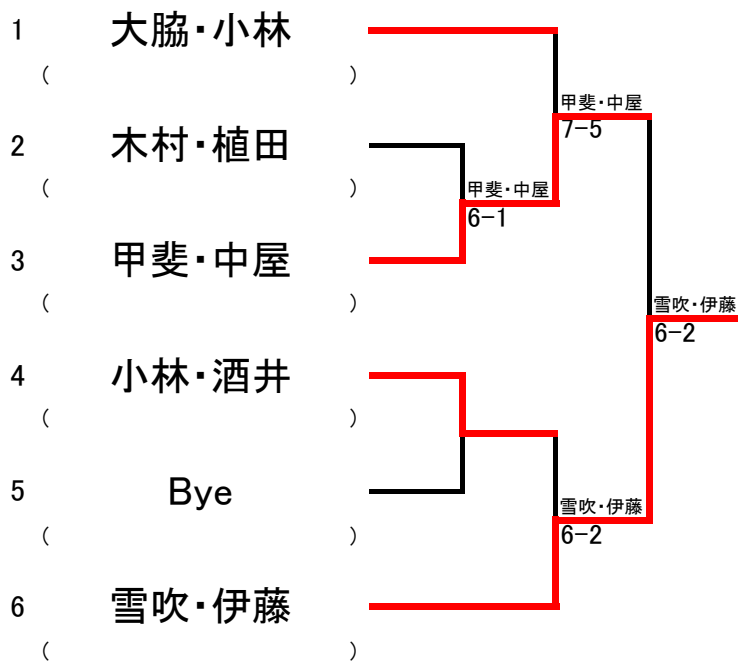 1 大脇・小林
( )
甲斐・中屋
7-5
2 木村・植田
( )
甲斐・中屋
6-1
3 甲斐・中屋
( )
雪吹・伊藤
6-2
4 小林・酒井
( )
5 Bye
( )
雪吹・伊藤
6-2
6 雪吹・伊藤
( )